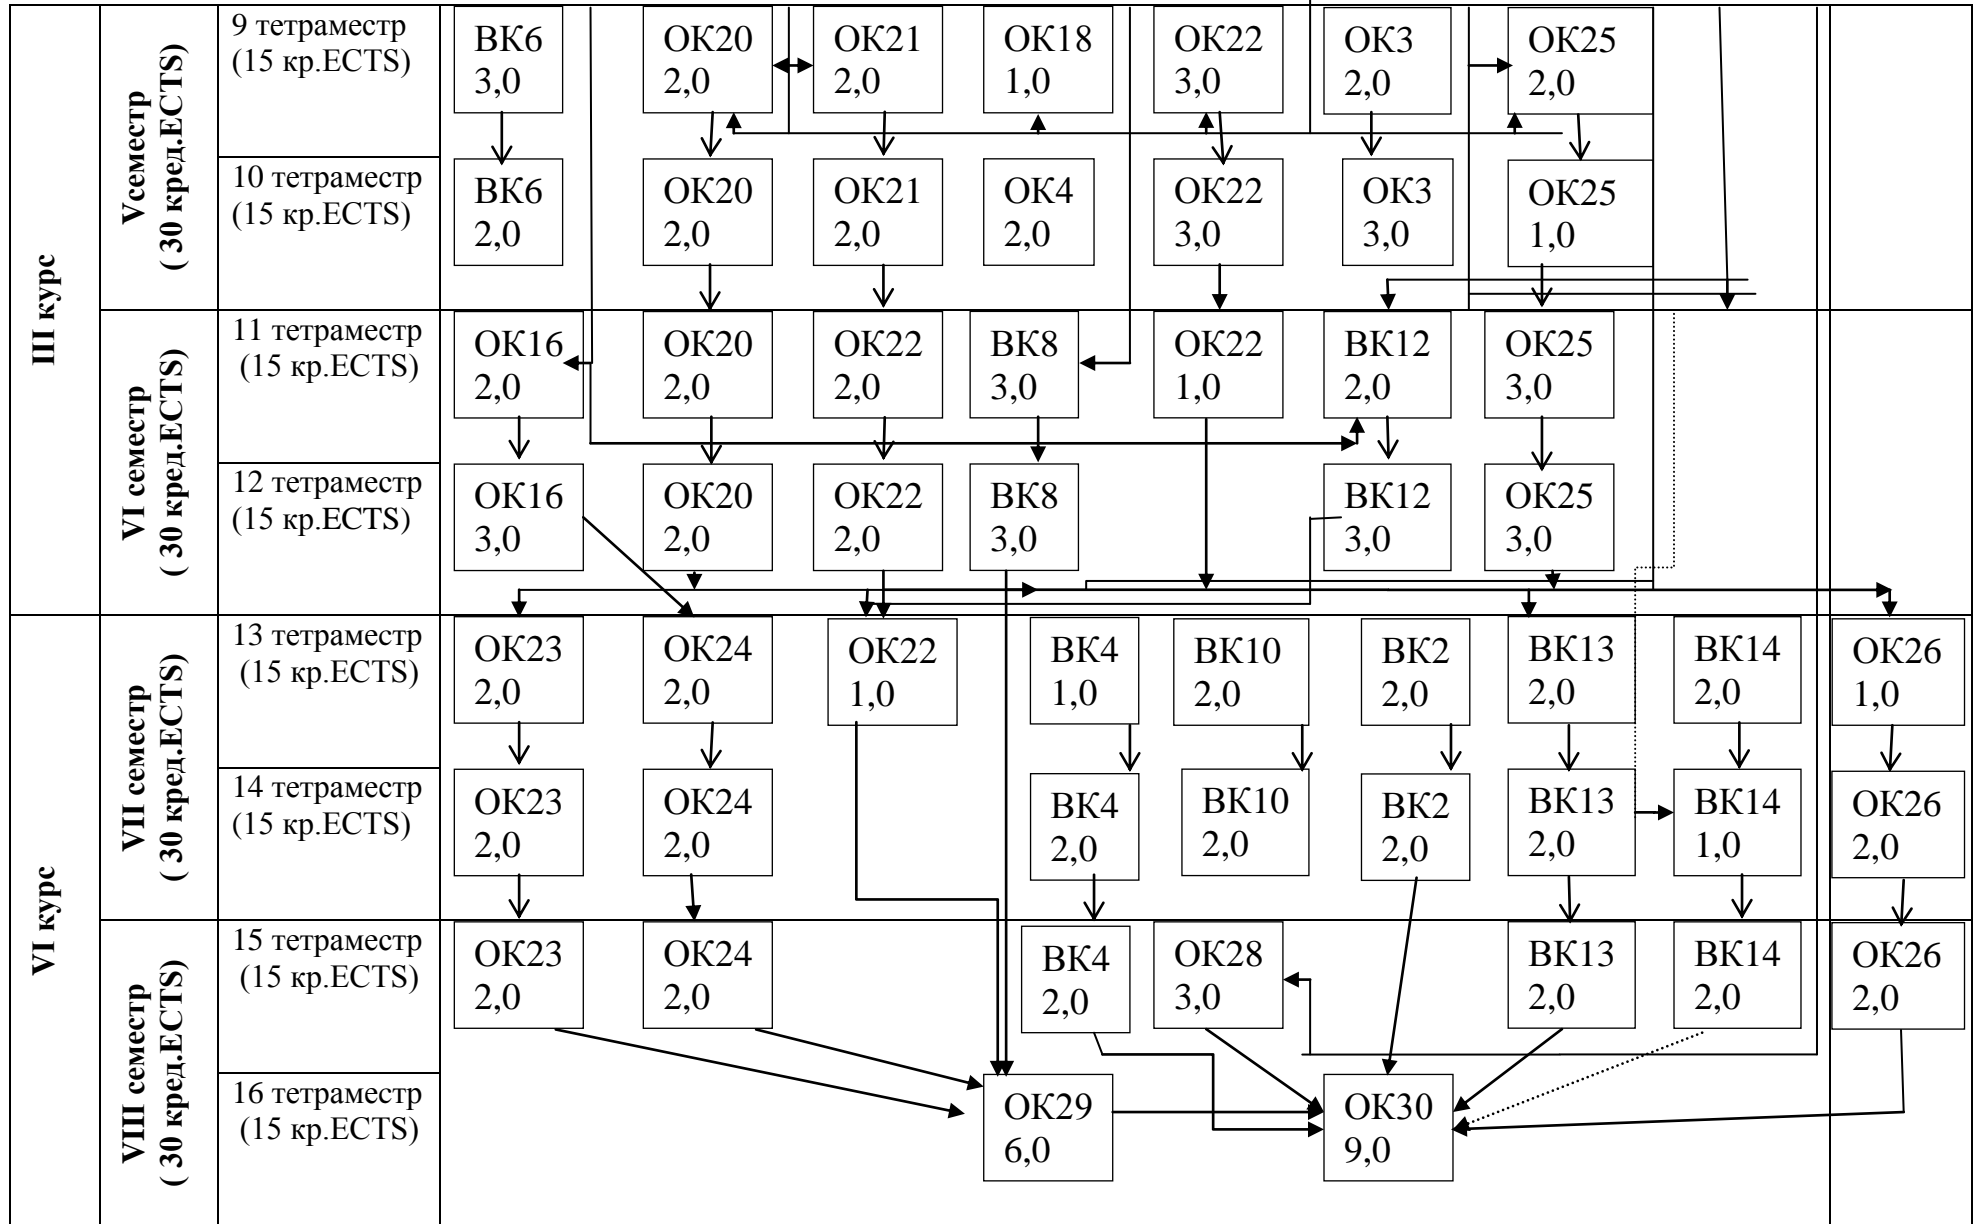 III курс
Vсеместр
( 30 кред.ECTS)
9 тетраместр
(15 кр.ECTS)
ВК6
3,0
ОК20
2,0
ОК21
2,0
ОК18
1,0
ОК22
3,0
ОК3
2,0
ОК25
2,0
10 тетраместр
(15 кр.ECTS)
ВК6
2,0
ОК20
2,0
ОК21
2,0
ОК4
2,0
ОК22
3,0
ОК3
3,0
ОК25
1,0
VI семестр
( 30 кред.ECTS)
11 тетраместр
(15 кр.ECTS)
ОК16
2,0
ОК20
2,0
ОК22
2,0
ВК8
3,0
ОК22
1,0
ВК12
2,0
ОК25
3,0
12 тетраместр
(15 кр.ECTS)
ОК16
3,0
ОК20
2,0
ОК22
2,0
ВК8
3,0
ВК12
3,0
ОК25
3,0
VI курс
VII семестр
( 30 кред.ECTS)
13 тетраместр
(15 кр.ECTS)
ОК23
2,0
ОК24
2,0
ОК22
1,0
ВК4
1,0
ВК10
2,0
ВК2
2,0
ВК13
2,0
ВК14
2,0
ОК26
1,0
14 тетраместр
(15 кр.ECTS)
ОК23
2,0
ОК24
2,0
ВК4
2,0
ВК10
2,0
ВК2
2,0
ВК13
2,0
ВК14
1,0
ОК26
2,0
VIII семестр
( 30 кред.ECTS)
15 тетраместр
(15 кр.ECTS)
ОК23
2,0
ОК24
2,0
ВК4
2,0
ОК28
3,0
ВК13
2,0
ВК14
2,0
ОК26
2,0
16 тетраместр
(15 кр.ECTS)
ОК29
6,0
ОК30
9,0